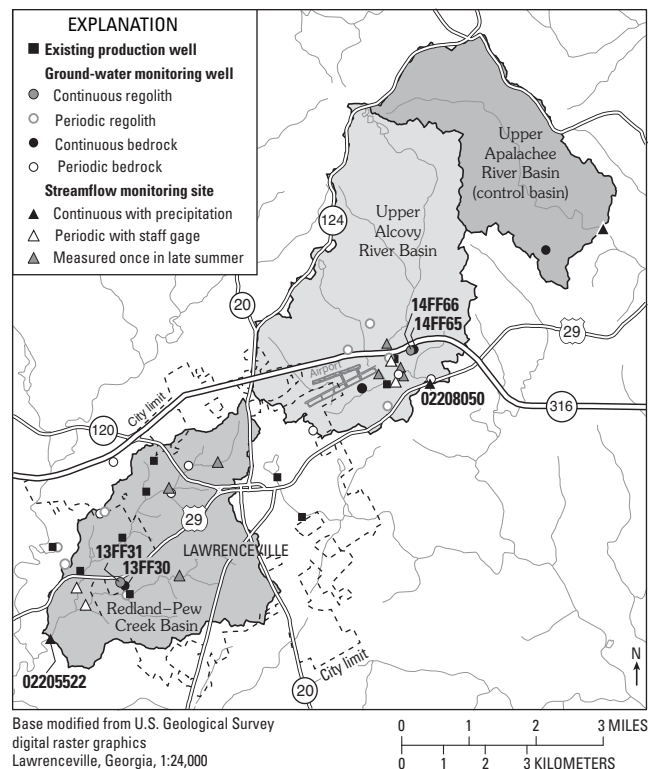 EXPLANATION
Existing production well
Ground-water monitoring well
Continuous regolith
Periodic regolith
Continuous bedrock
Periodic bedrock
Streamflow monitoring site
Continuous with precipitation
Periodic with staff gage
Measured once in late summer
Upper
Apalachee
River Basin
(control basin)
Upper
Alcovy
River Basin
124
20
14FF66
14FF65
29
Airport
02208050
316
City limit
120
29
LAWRENCEVILLE
13FF31
13FF30
Redland–Pew
Creek Basin
City limit
20
02205522
N
Base modified from U.S. Geological Survey
digital raster graphics
Lawrenceville, Georgia, 1:24,000
0 1 2 3 MILES
0 1 2 3 KILOMETERS